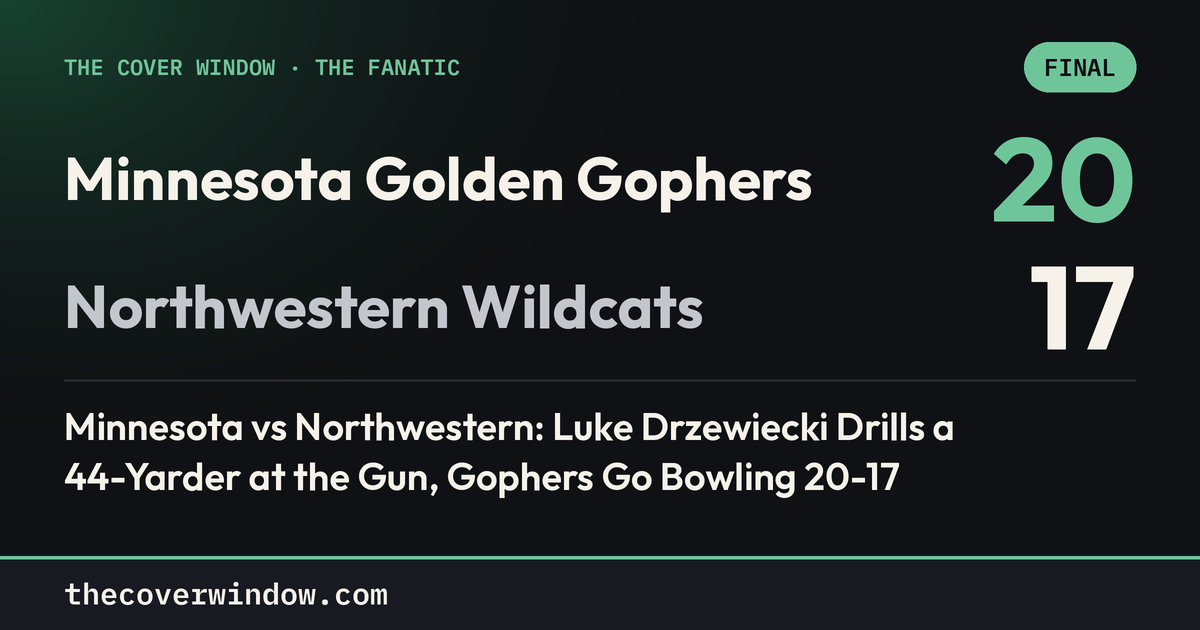 THE COVER WINDOW · THE FANATIC
FINAL
Minnesota Golden Gophers 20
Northwestern Wildcats 17
Minnesota vs Northwestern: Luke Drzewiecki Drills a
44-Yarder at the Gun, Gophers Go Bowling 20-17
thecoverwindow.com